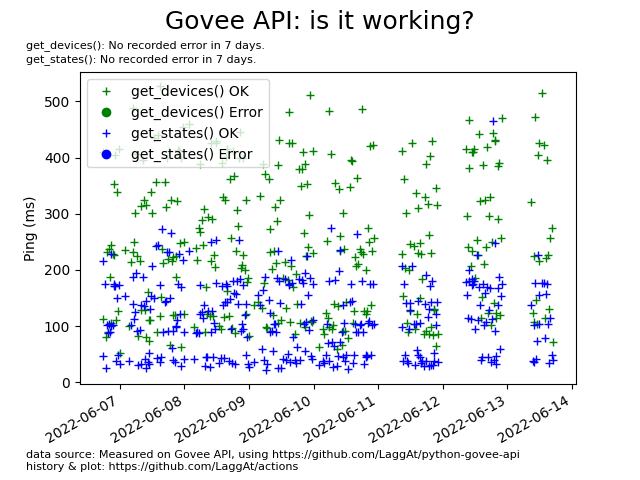 Govee API: is it working?
get_devices(): No recorded error in 7 days.
get_states(): No recorded error in 7 days.
get_devices() OK
get_devices() Error
get_states() OK
get_states() Error
500
400
300
200
100
0
Ping (ms)
2022-06-07
2022-06-08
2022-06-09
2022-06-10
2022-06-11
2022-06-12
2022-06-13
2022-06-14
data source: Measured on Govee API, using https://github.com/LaggAt/python-govee-api
history & plot: https://github.com/LaggAt/actions